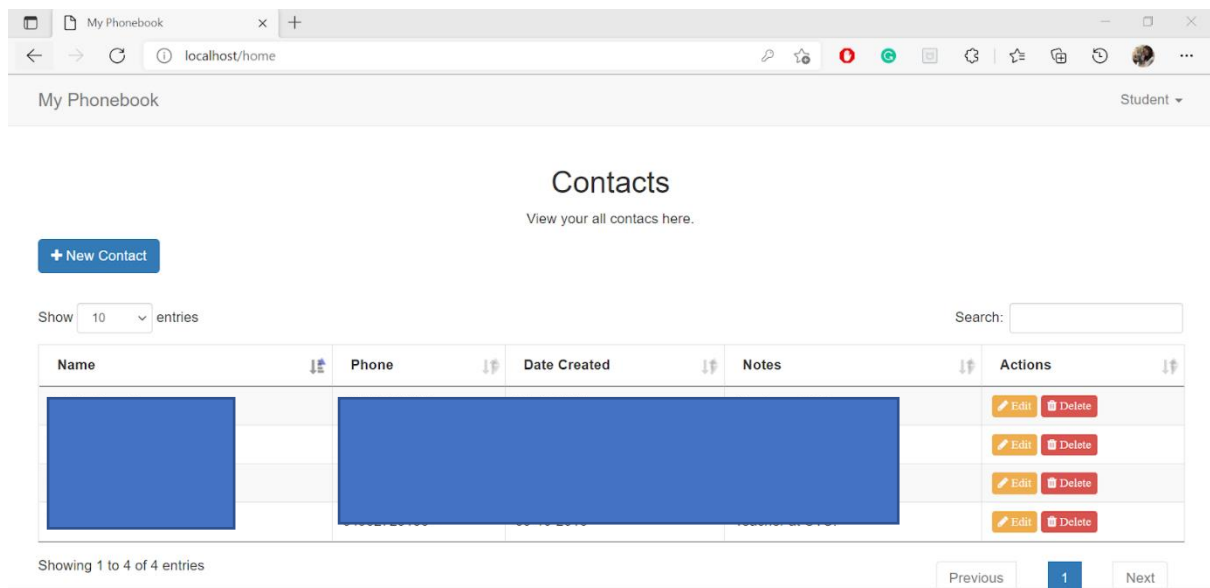 My Phonebook
localhost/home
My Phonebook Student
Contacts
View your all contacs here.
New Contact
Show 10 entries Search:
Name Phone Date Created Notes Actions
Edit Delete
Edit Delete
Edit Delete
Edit Delete
Showing 1 to 4 of 4 entries
Previous 1 Next